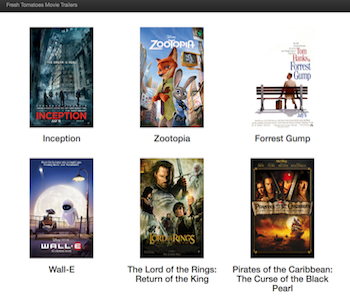 Fresh Tomatoes Movie Trailers
INCEPTION
ZOOTOPIA
Tom
Hanks
Forrest
Gump
Inception
Zootopia
Forrest Gump
WALL·E
THE LORD OF THE RINGS
Wall-E
The Lord of the Rings:
Return of the King
Pirates of the Caribbean:
The Curse of the Black
Pearl